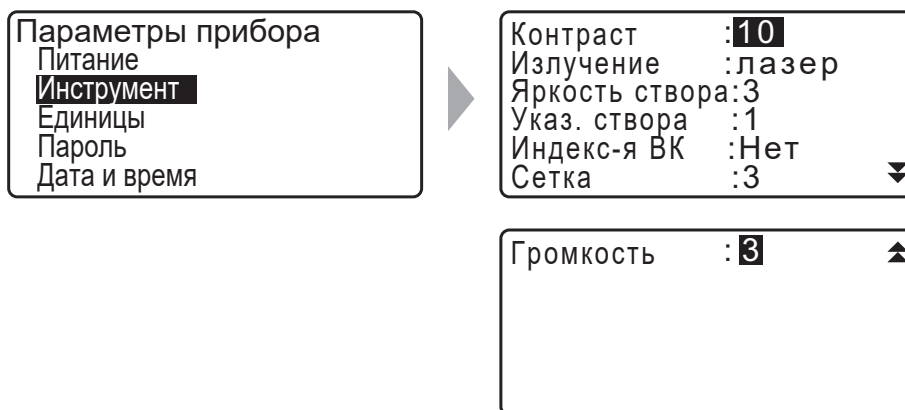 Параметры прибора
Питание
Инструмент
Единицы
Пароль
Дата и время
Контраст :10
Излучение :лазер
Яркость створа:3
Указ. створа :1
Индекс-я ВК :Нет
Сетка :3
Громкость :3